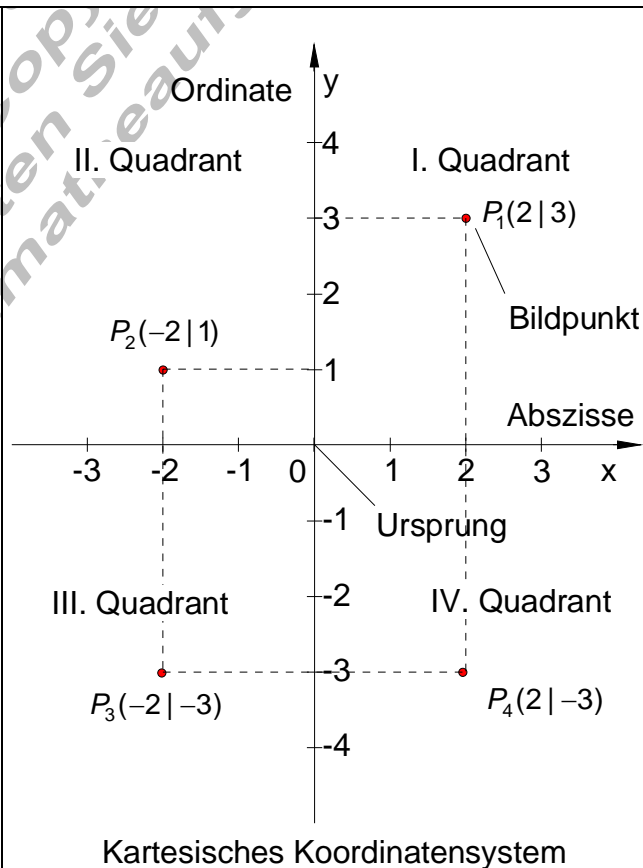 Ordinate y
4
II. Quadrant I. Quadrant
3 P₁(2 | 3)
2
Bildpunkt
P₂(−2 | 1)
1
Abszisse
-3 -2 -1 0 1 2 3 x
-1 Ursprung
-2
III. Quadrant IV. Quadrant
-3
P₃(−2 | −3) P₄(2 | −3)
-4
Kartesisches Koordinatensystem